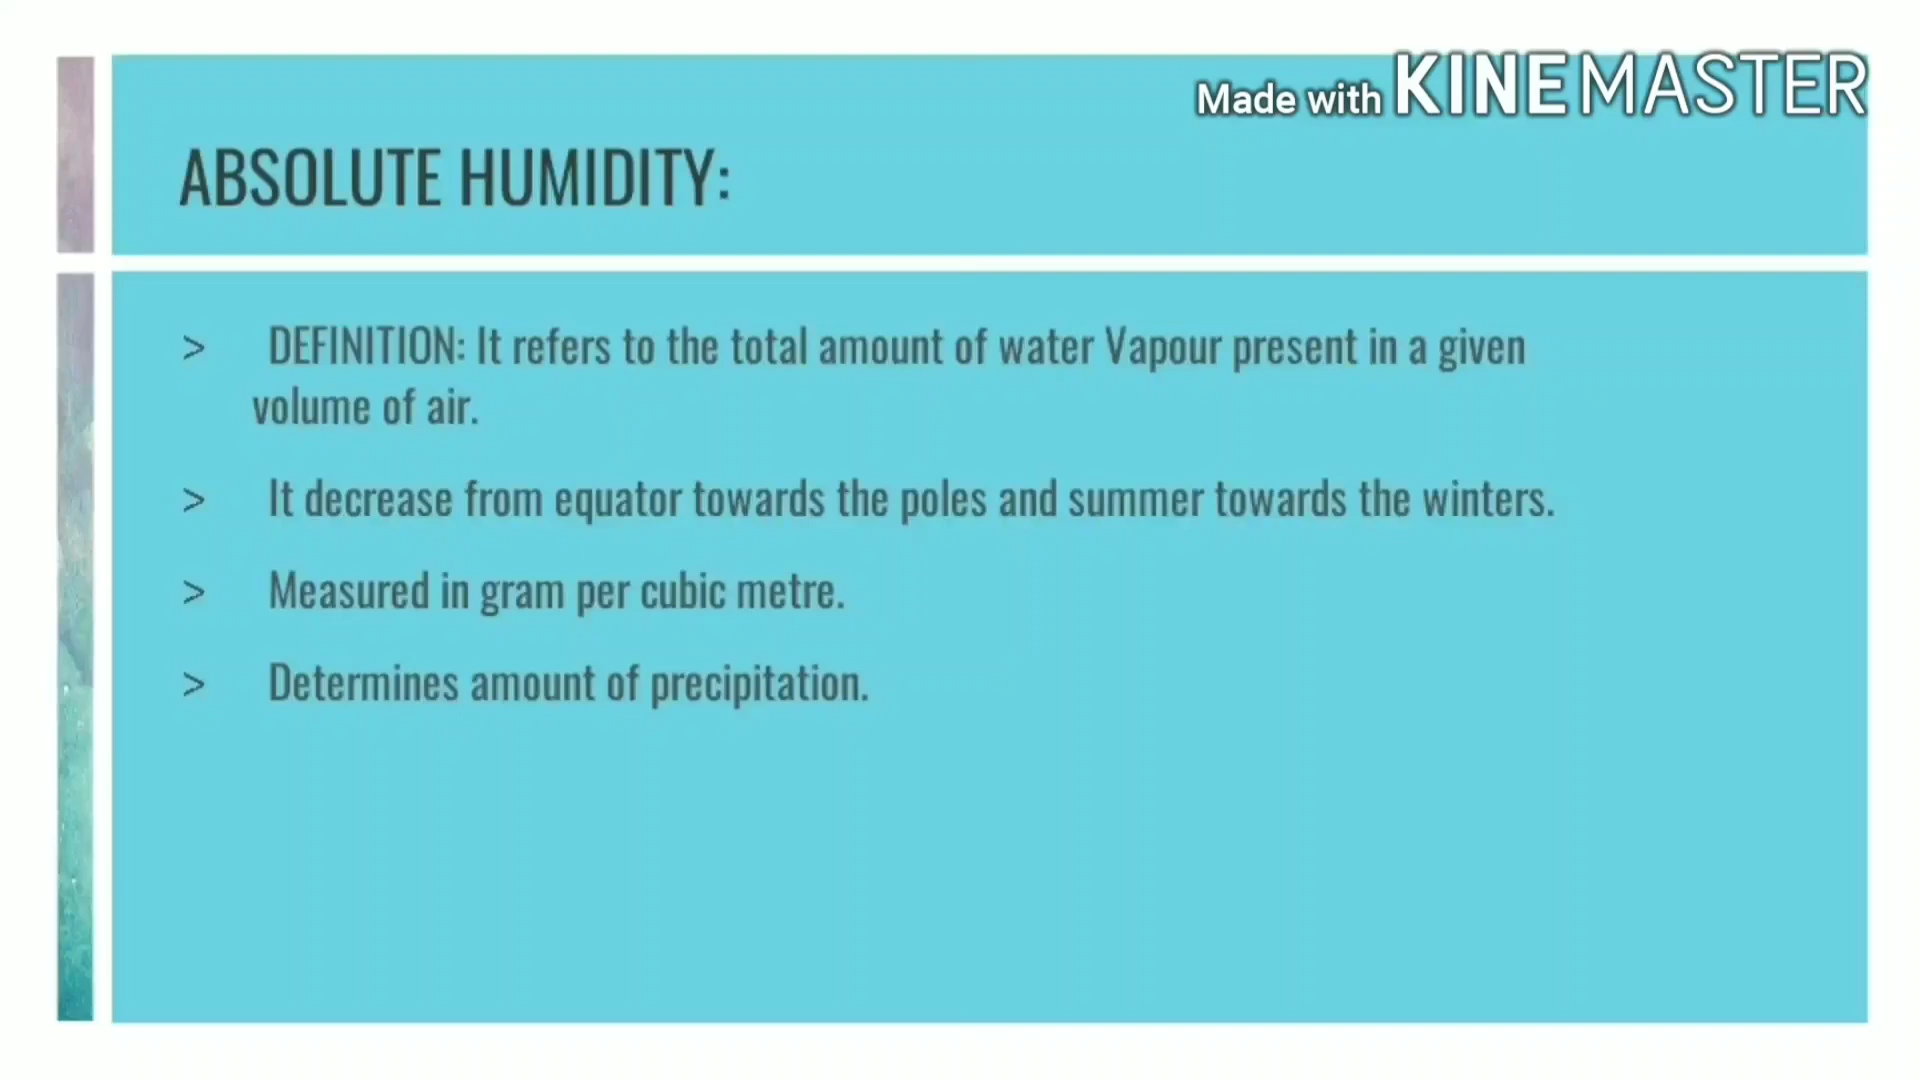 Made with KINEMASTER
ABSOLUTE HUMIDITY:
> DEFINITION: It refers to the total amount of water Vapour present in a given
volume of air.
> It decrease from equator towards the poles and summer towards the winters.
> Measured in gram per cubic metre.
> Determines amount of precipitation.